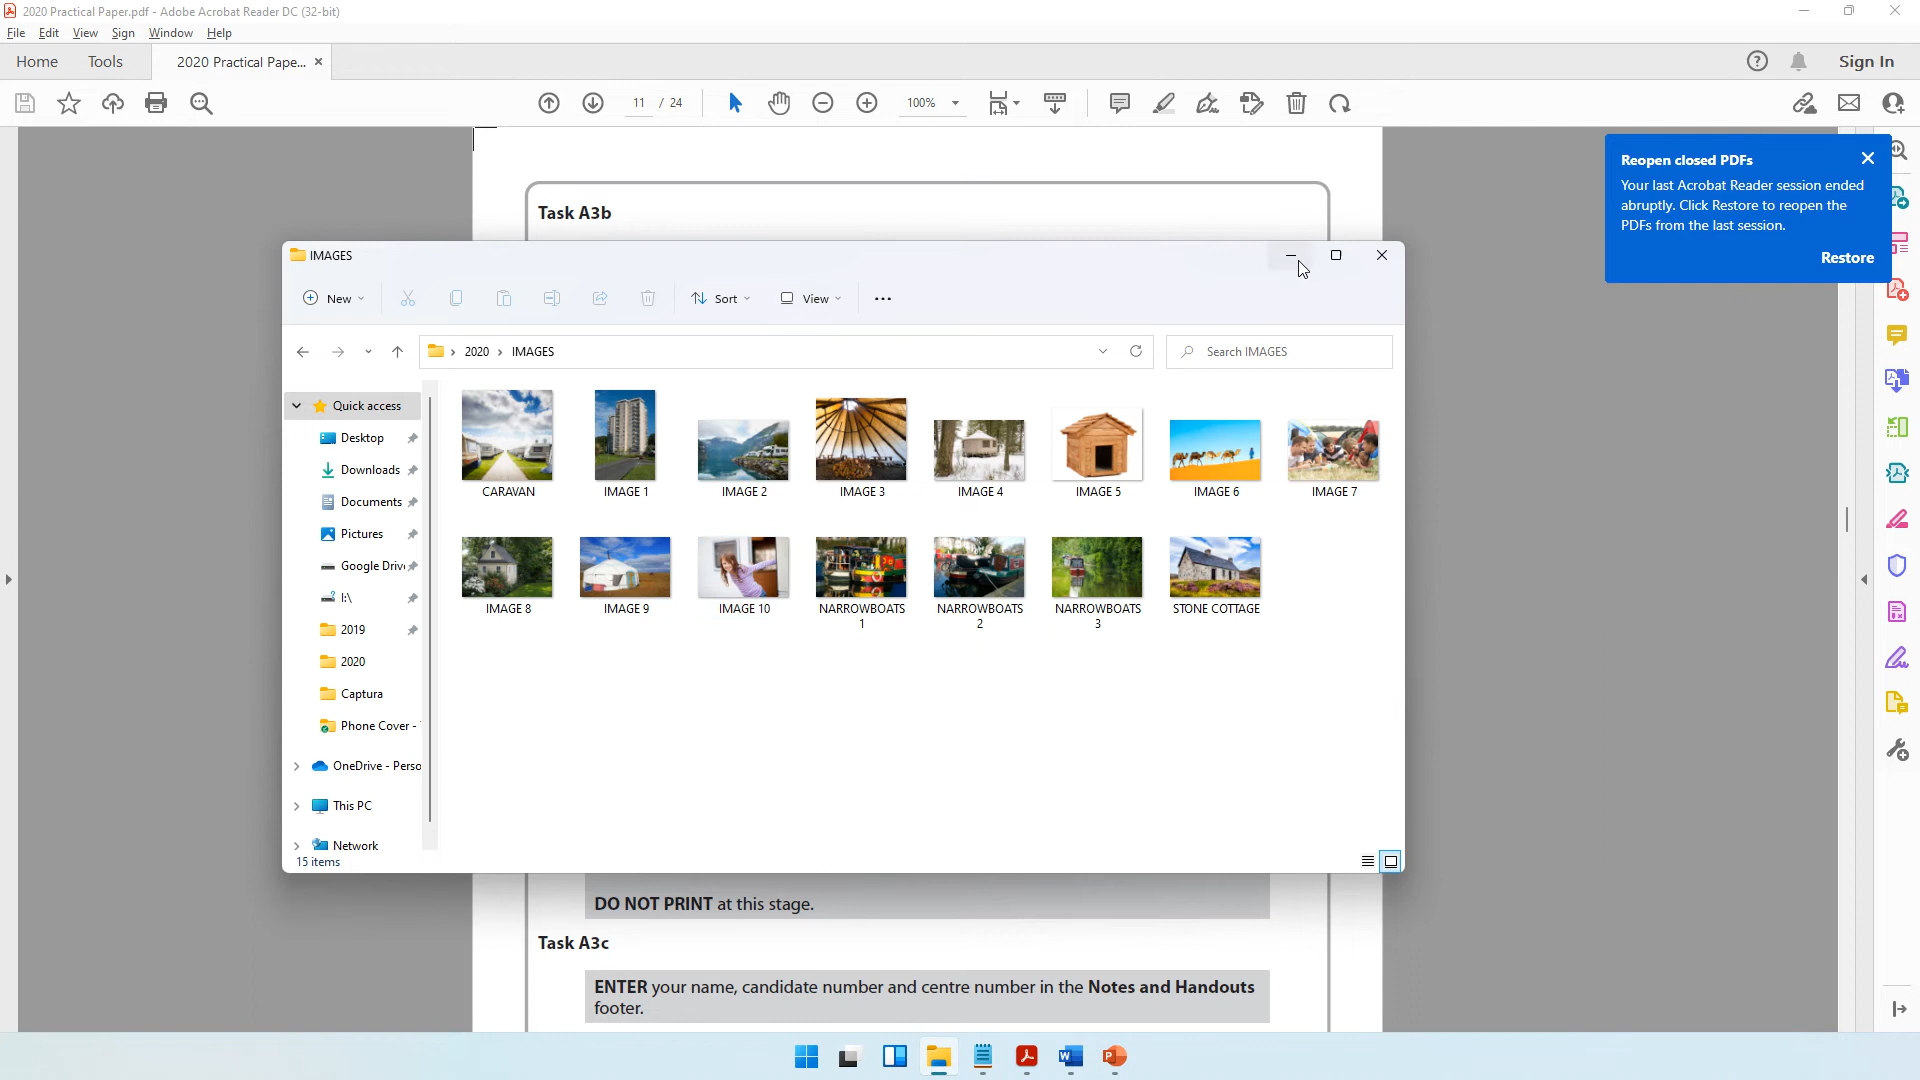 2020 Practical Paper.pdf - Adobe Acrobat Reader DC (32-bit)
File Edit View Sign Window Help
Home Tools 2020 Practical Pape... ×
Sign In
11 / 24 100%
Reopen closed PDFs
Your last Acrobat Reader session ended
abruptly. Click Restore to reopen the
PDFs from the last session.
Restore
Task A3b
IMAGES
New Sort View
2020 > IMAGES Search IMAGES
Quick access
Desktop
Downloads
Documents
Pictures
Google Driv
I:\
2019
2020
Captura
Phone Cover -
OneDrive - Perso
This PC
Network
CARAVAN IMAGE 1 IMAGE 2 IMAGE 3 IMAGE 4 IMAGE 5 IMAGE 6 IMAGE 7
IMAGE 8 IMAGE 9 IMAGE 10 NARROWBOATS 1 NARROWBOATS 2 NARROWBOATS 3 STONE COTTAGE
15 items
DO NOT PRINT at this stage.
Task A3c
ENTER your name, candidate number and centre number in the Notes and Handouts
footer.